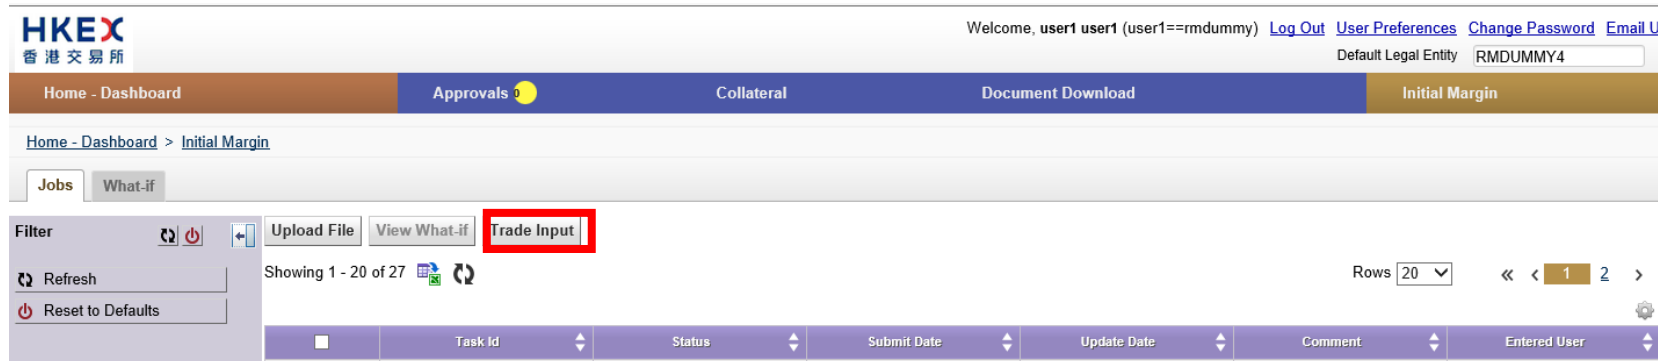 HKEX
香港交易所
Welcome, user1 user1 (user1==rmdummy) Log Out User Preferences Change Password Email U
Default Legal Entity RMDUMMY4
Home - Dashboard Approvals 0 Collateral Document Download Initial Margin
Home - Dashboard > Initial Margin
Jobs What-if
Filter Upload File View What-if Trade Input
Showing 1 - 20 of 27 Rows 20 « < 1 2 >
Refresh
Reset to Defaults
Task Id Status Submit Date Update Date Comment Entered User